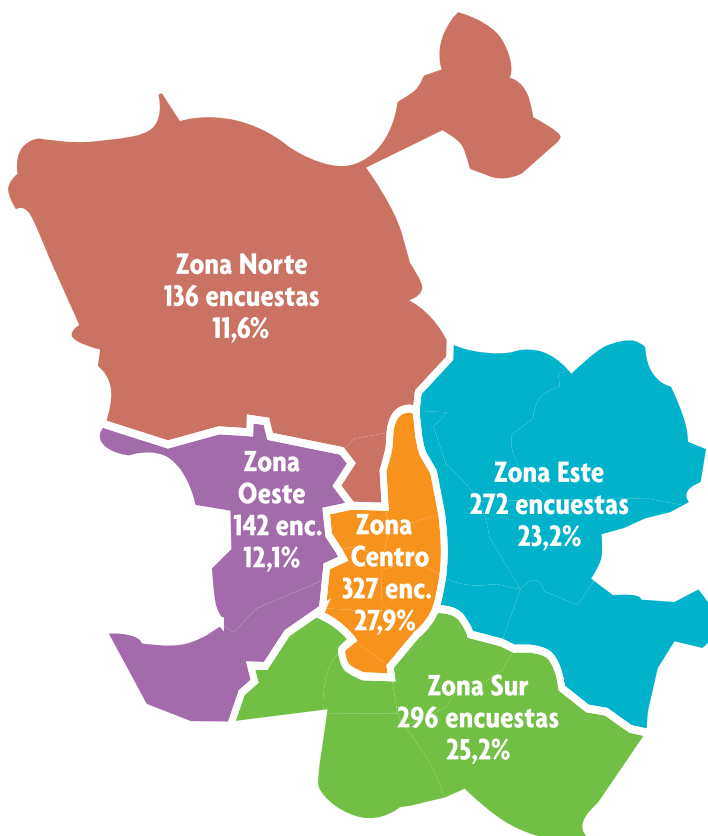 Zona Norte
136 encuestas
11,6%
Zona
Oeste
142 enc.
12,1%
Zona
Centro
327 enc.
27,9%
Zona Este
272 encuestas
23,2%
Zona Sur
296 encuestas
25,2%